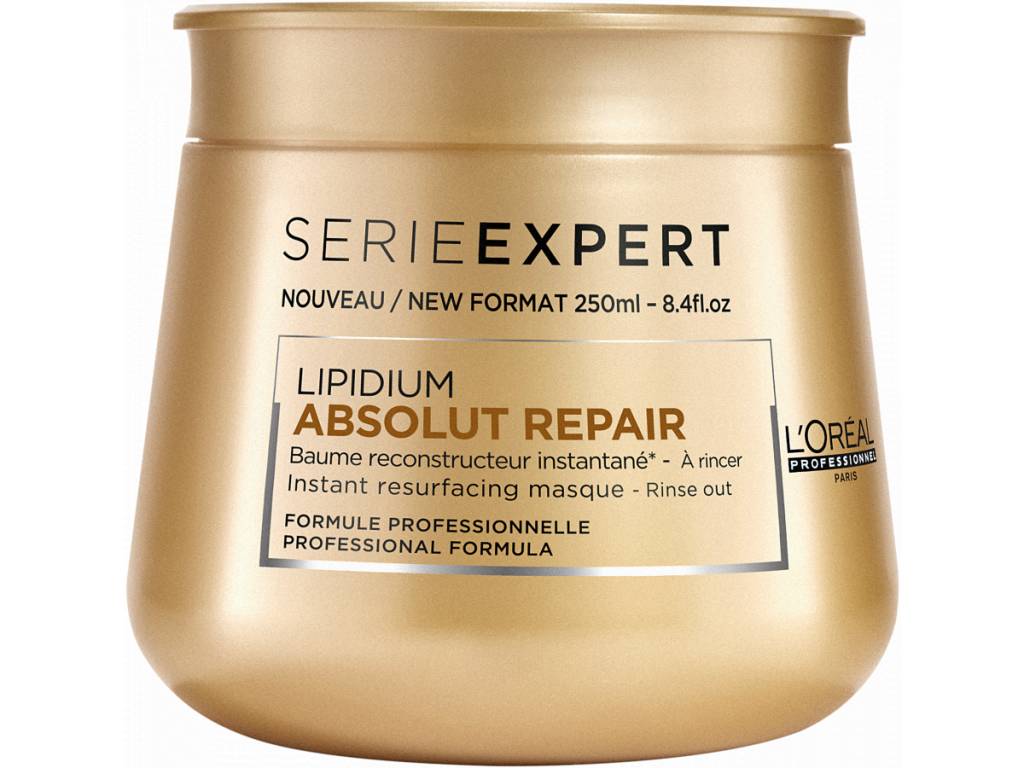 SERIEEXPERT
NOUVEAU / NEW FORMAT 250ml - 8.4fl.oz
LIPIDIUM
ABSOLUT REPAIR
Baume reconstructeur instantané* - À rincer
Instant resurfacing masque - Rinse out
FORMULE PROFESSIONNELLE
PROFESSIONAL FORMULA
L'ORÉAL
PROFESSIONNEL
PARIS